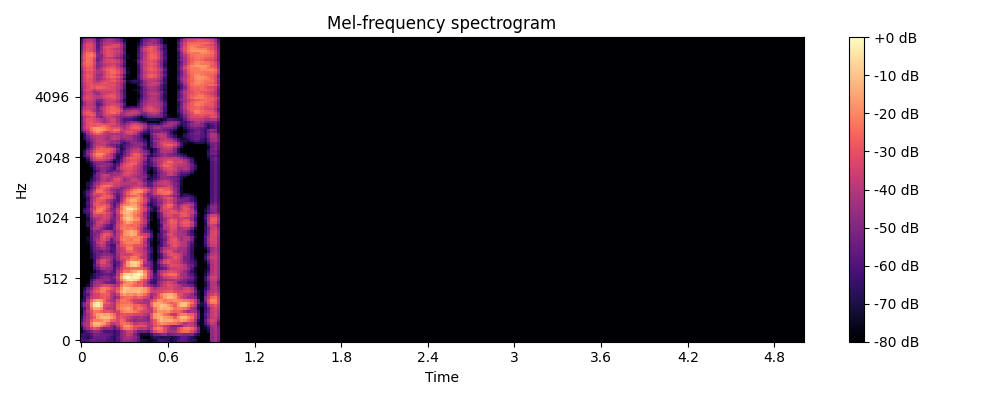 Mel-frequency spectrogram
+0 dB
4096
-10 dB
-20 dB
2048
-30 dB
Hz
-40 dB
1024
-50 dB
512
-60 dB
-70 dB
0
-80 dB
0 0.6 1.2 1.8 2.4 3 3.6 4.2 4.8
Time